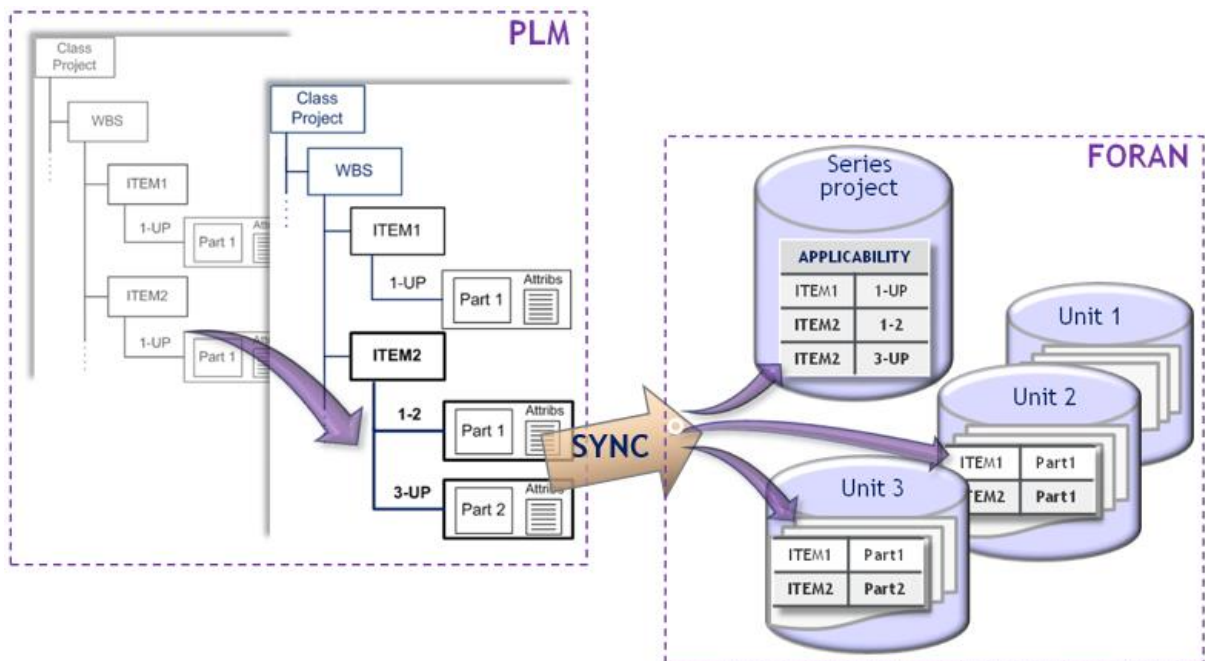 PLM
Class
Project
WBS
ITEM1
1-UP
Part 1
ITEM2
1-UP
Part 1
Class
Project
WBS
ITEM1
1-UP
Part 1
Attribs
ITEM2
1-2
Part 1
Attribs
3-UP
Part 2
Attribs
SYNC
FORAN
Series
project
APPLICABILITY
ITEM1 1-UP
ITEM2 1-2
ITEM2 3-UP
Unit 1
Unit 2
ITEM1 Part1
Part1
Unit 3
ITEM1 Part1
ITEM2 Part2